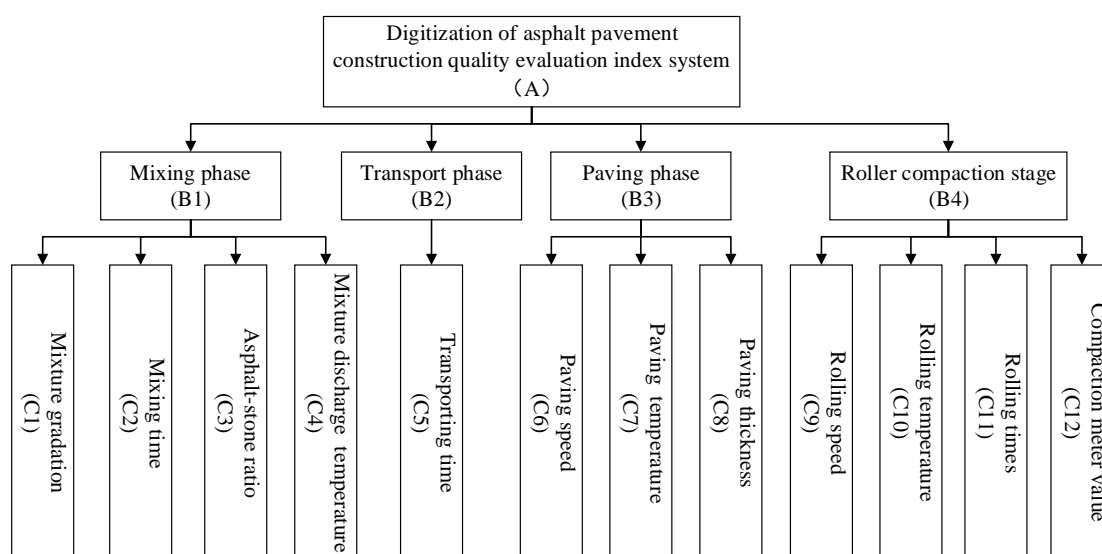 Digitization of asphalt pavement
construction quality evaluation index system
（A）
Mixing phase
(B1)
Transport phase
(B2)
Paving phase
(B3)
Roller compaction stage
(B4)
Mixture gradation
(C1)
Mixing time
(C2)
Asphalt-stone ratio
(C3)
Mixture discharge temperature
(C4)
Transporting time
(C5)
Paving speed
(C6)
Paving temperature
(C7)
Paving thickness
(C8)
Rolling speed
(C9)
Rolling temperature
(C10)
Rolling times
(C11)
Compaction meter value
(C12)